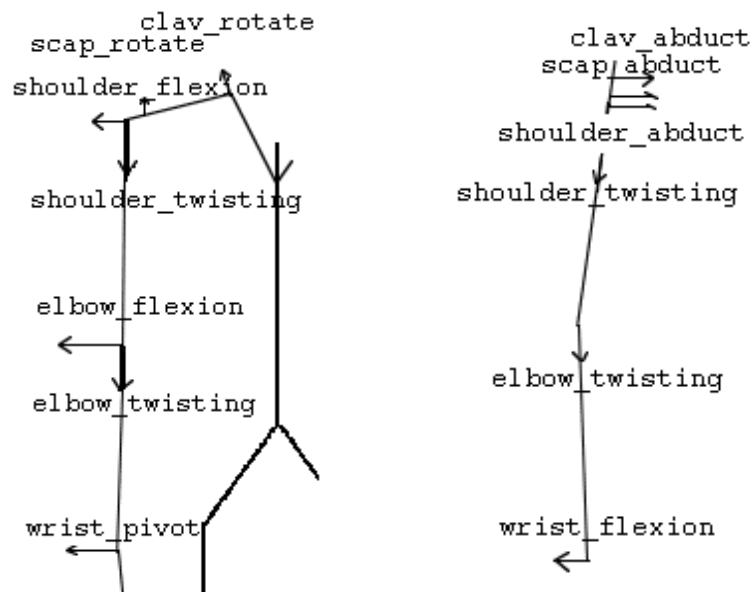 clav_rotate
scap_rotate
shoulder_flexion
shoulder_twisting
elbow_flexion
elbow_twisting
wrist_pivot
clav_abduct
scap_abduct
shoulder_abduct
shoulder_twisting
elbow_twisting
wrist_flexion